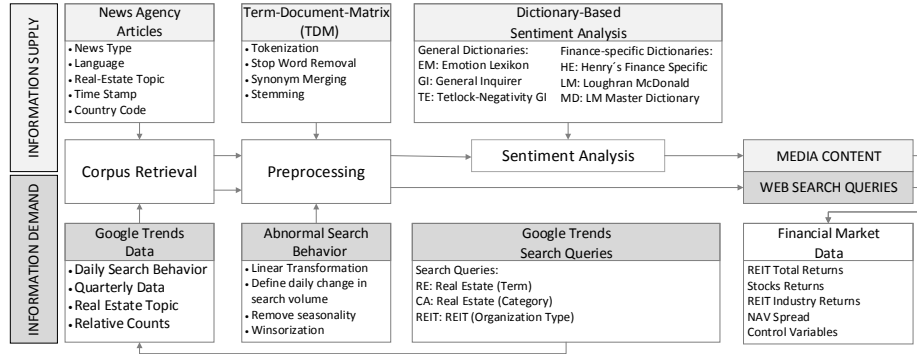 INFORMATION SUPPLY
News Agency
Articles
• News Type
• Language
• Real-Estate Topic
• Time Stamp
• Country Code
Term-Document-Matrix
(TDM)
• Tokenization
• Stop Word Removal
• Synonym Merging
• Stemming
Dictionary-Based
Sentiment Analysis
General Dictionaries:
EM: Emotion Lexikon
GI: General Inquirer
TE: Tetlock-Negativity GI
Finance-specific Dictionaries:
HE: Henry´s Finance Specific
LM: Loughran McDonald
MD: LM Master Dictionary
Corpus Retrieval
Preprocessing
Sentiment Analysis
MEDIA CONTENT
WEB SEARCH QUERIES
INFORMATION DEMAND
Google Trends
Data
• Daily Search Behavior
• Quarterly Data
• Real Estate Topic
• Relative Counts
Abnormal Search
Behavior
• Linear Transformation
• Define daily change in
search volume
• Remove seasonality
• Winsorization
Google Trends
Search Queries
Search Queries:
RE: Real Estate (Term)
CA: Real Estate (Category)
REIT: REIT (Organization Type)
Financial Market
Data
REIT Total Returns
Stocks Returns
REIT Industry Returns
NAV Spread
Control Variables